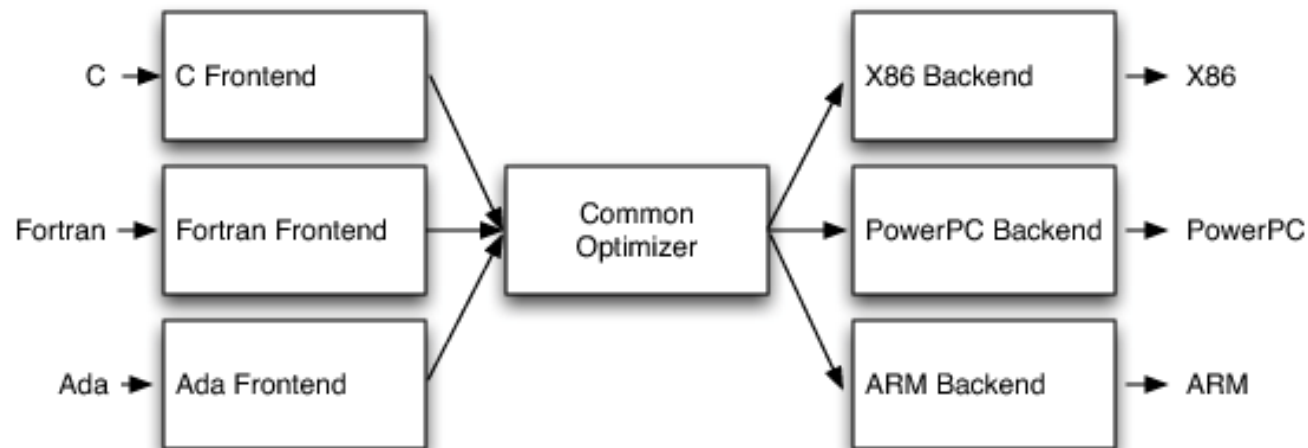 C
C Frontend
X86 Backend
X86
Fortran
Fortran Frontend
Common
Optimizer
PowerPC Backend
PowerPC
Ada
Ada Frontend
ARM Backend
ARM